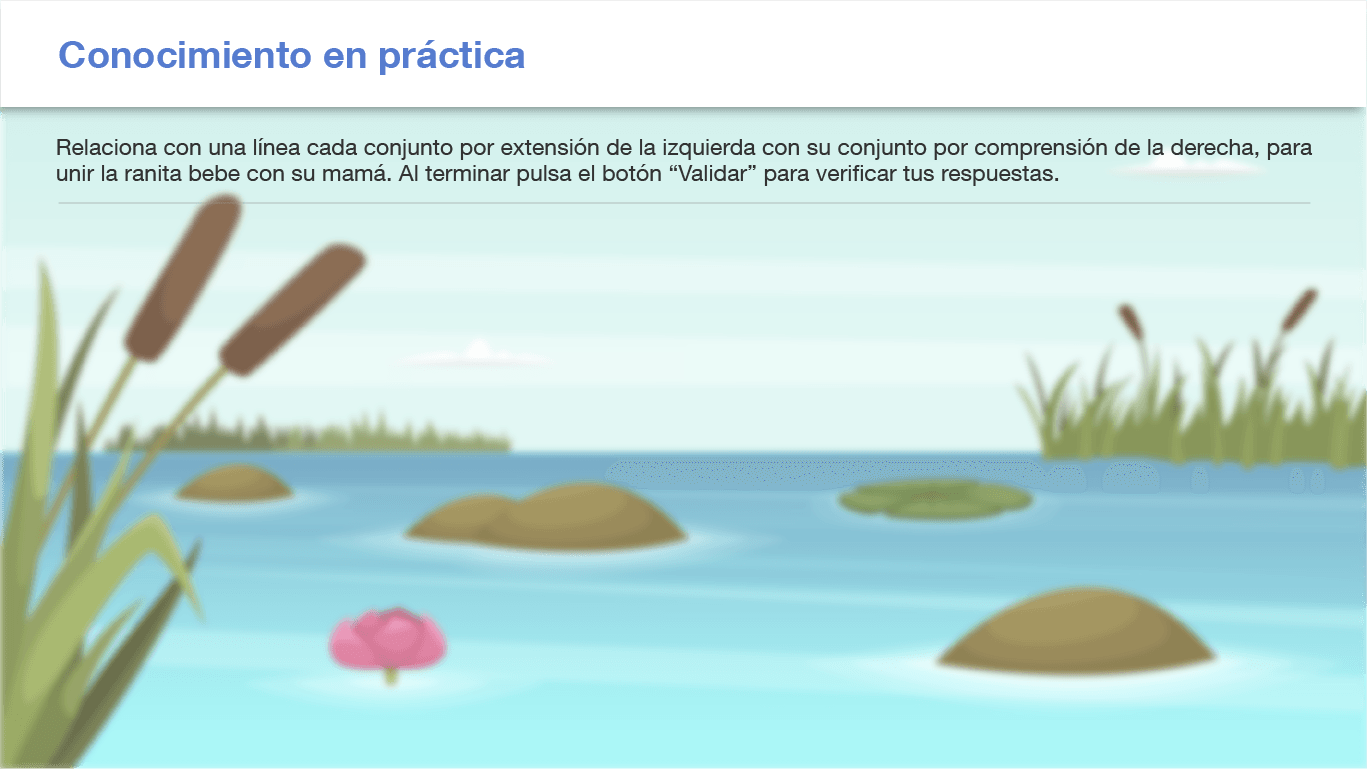 Conocimiento en práctica
Relaciona con una línea cada conjunto por extensión de la izquierda con su conjunto por comprensión de la derecha, para
unir la ranita bebe con su mamá. Al terminar pulsa el botón “Validar” para verificar tus respuestas.